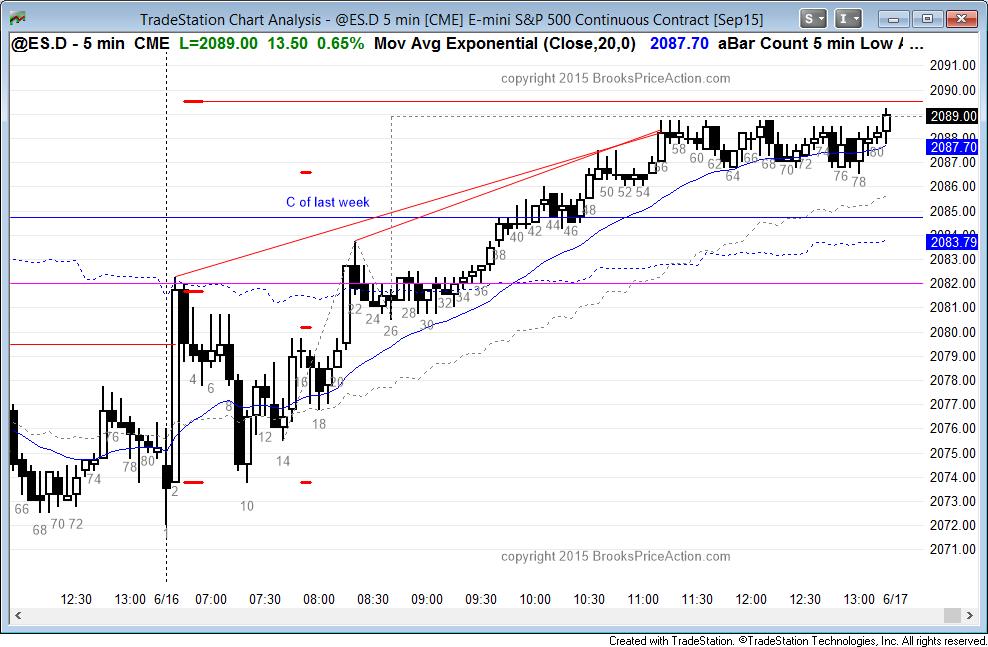 TradeStation Chart Analysis - @ES.D 5 min [CME] E-mini S&P 500 Continuous Contract [Sep15]
S I
@ES.D - 5 min CME L=2089.00 13.50 0.65% Mov Avg Exponential (Close,20,0) 2087.70 aBar Count 5 min Low A ...
copyright 2015 BrooksPriceAction.com
2091.00
2090.00
2089.00
2088.00
2087.70
2087.00
2086.00
2085.00
2083.79
2083.00
2082.00
2081.00
2080.00
2079.00
2078.00
2077.00
2076.00
2075.00
2074.00
2073.00
2072.00
2071.00
C of last week
58 60 62 64 66 68 70 72 74 76 78 80
50 52 54 56
38 40 42 44 46 48
22 24 26 28 30 32 34 36
2 4 6 8 10 12 14 16 18 20
66 68 70 72 74 76 78 80
copyright 2015 BrooksPriceAction.com
12:30 13:00 6/16 07:00 07:30 08:00 08:30 09:00 09:30 10:00 10:30 11:00 11:30 12:00 12:30 13:00 6/17
Created with TradeStation. ©TradeStation Technologies, Inc. All rights reserved.